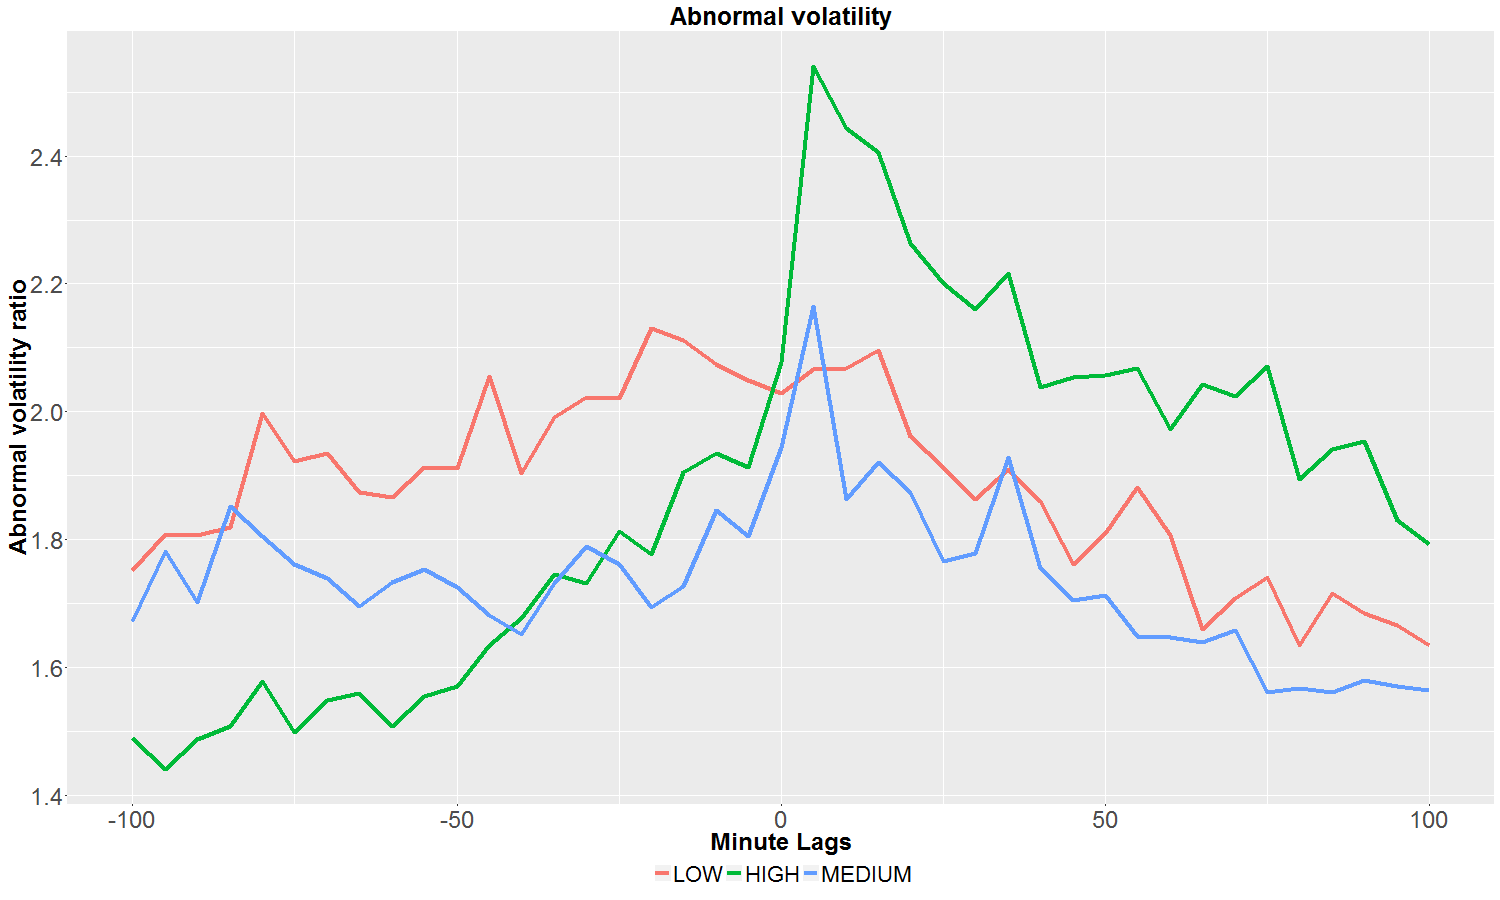 Abnormal volatility
Abnormal volatility ratio
2.4
2.2
2.0
1.8
1.6
1.4
-100 -50 0 50 100
Minute Lags
LOW HIGH MEDIUM